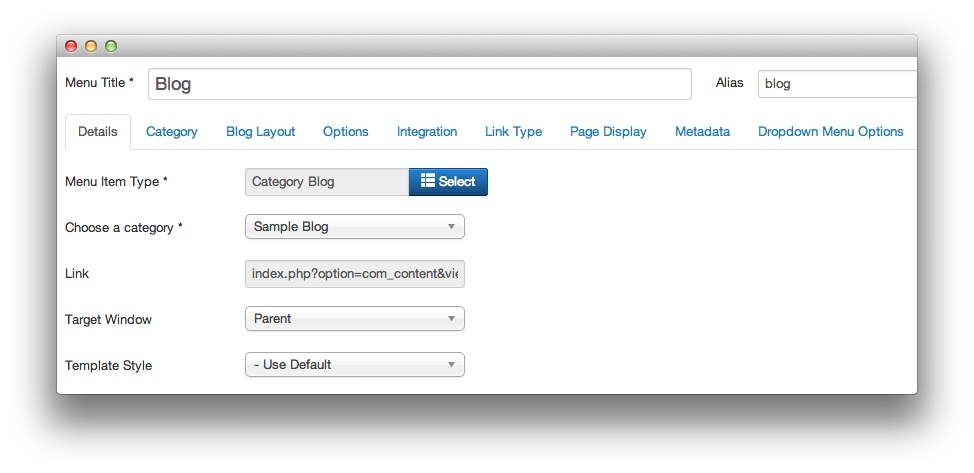 Menu Title * Blog Alias blog
Details Category Blog Layout Options Integration Link Type Page Display Metadata Dropdown Menu Options
Menu Item Type * Category Blog Select
Choose a category * Sample Blog
Link index.php?option=com_content&vie
Target Window Parent
Template Style - Use Default